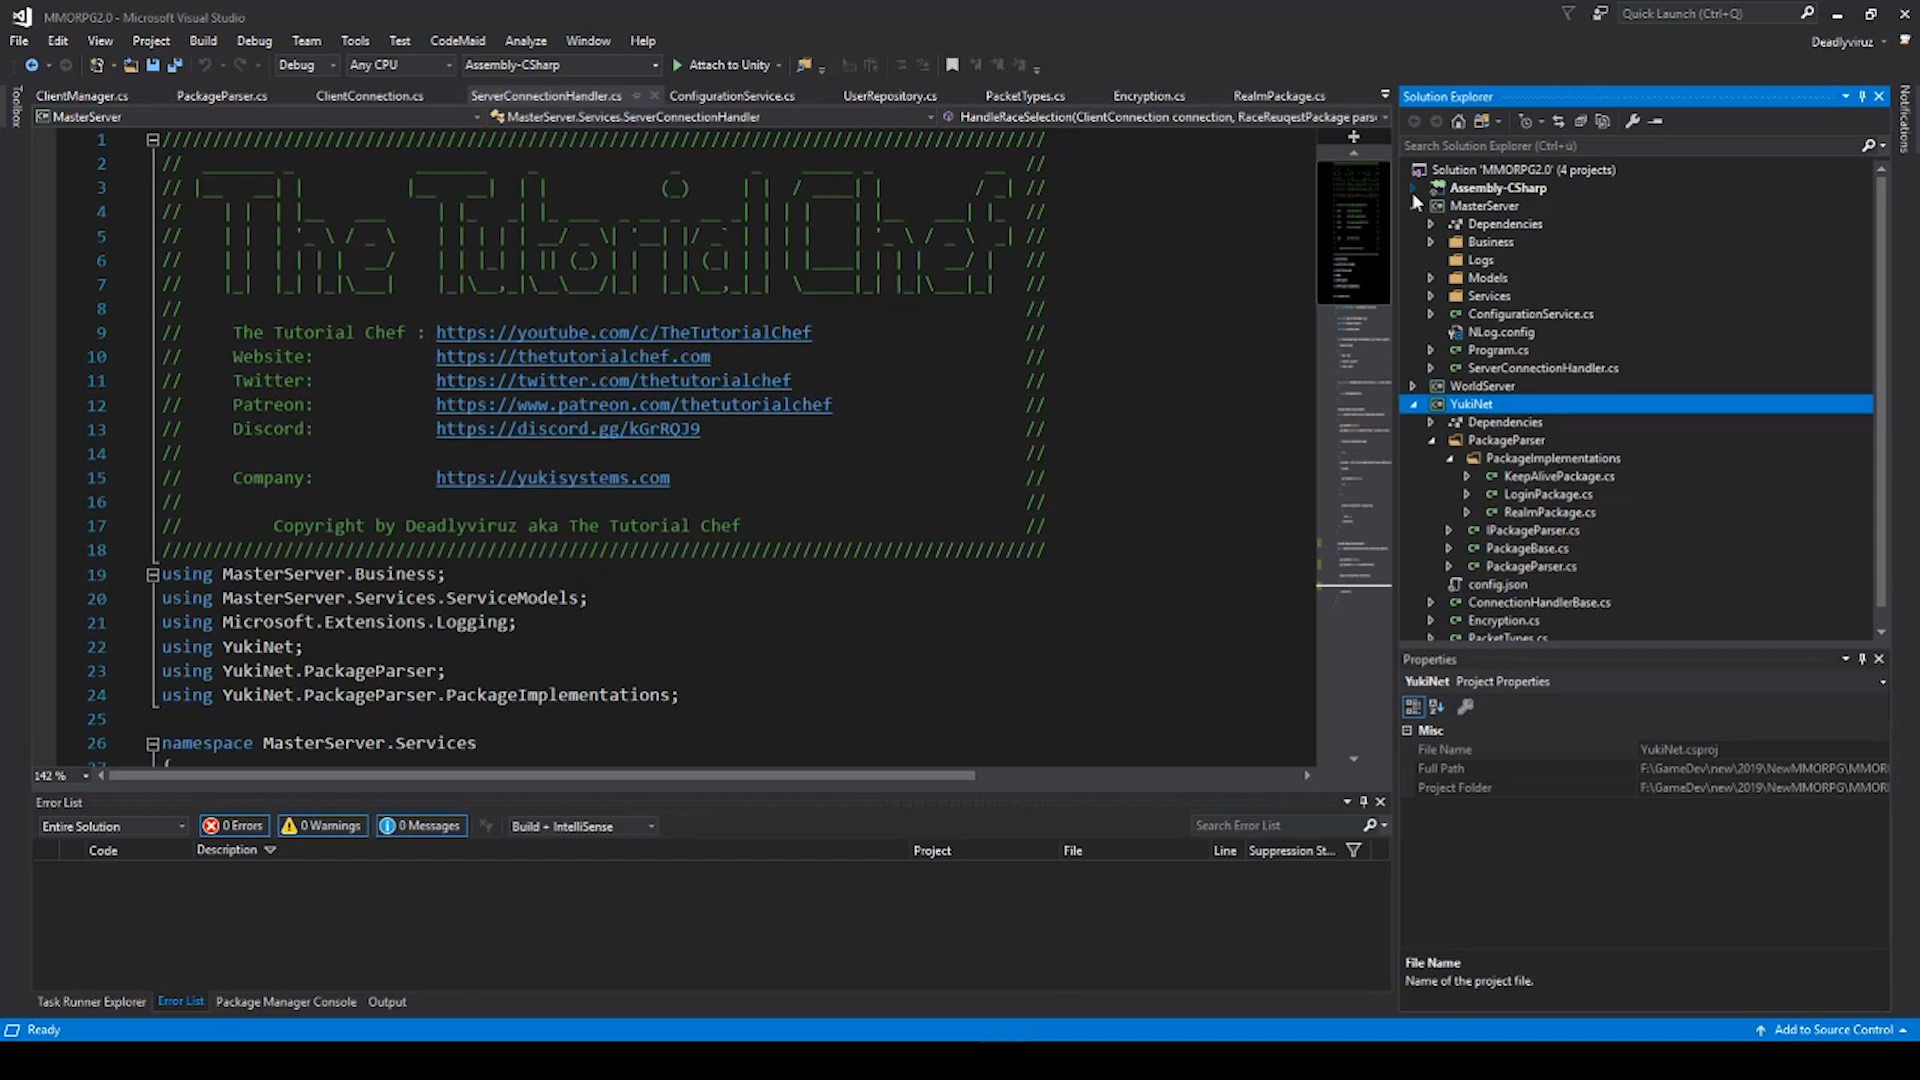 MMORPG2.0 - Microsoft Visual Studio
Quick Launch (Ctrl+Q)
File Edit View Project Build Debug Team Tools Test CodeMaid Analyze Window Help
Deadlyviruz
Debug Any CPU Assembly-CSharp Attach to Unity
Toolbox
ClientManager.cs PackageParser.cs ClientConnection.cs ServerConnectionHandler.cs ConfigurationService.cs UserRepository.cs PacketTypes.cs Encryption.cs RealmPackage.cs
MasterServer MasterServer.Services.ServerConnectionHandler HandleRaceSelection(ClientConnection connection, RaceReuqestPackage pars
1 ////////////////////////////////////////////////////////////////////////////////////////
2 // //
3 // //
4 // //
5 // The Tutorial Chef //
6 // //
7 // //
8 // //
9 // The Tutorial Chef : https://youtube.com/c/TheTutorialChef //
10 // Website: https://thetutorialchef.com //
11 // Twitter: https://twitter.com/thetutorialchef //
12 // Patreon: https://www.patreon.com/thetutorialchef //
13 // Discord: https://discord.gg/kGrRQJ9 //
14 // //
15 // Company: https://yukisystems.com //
16 // //
17 // Copyright by Deadlyviruz aka The Tutorial Chef //
18 ////////////////////////////////////////////////////////////////////////////////////////
19 using MasterServer.Business;
20 using MasterServer.Services.ServiceModels;
21 using Microsoft.Extensions.Logging;
22 using YukiNet;
23 using YukiNet.PackageParser;
24 using YukiNet.PackageParser.PackageImplementations;
25
26 namespace MasterServer.Services
27 {
142 %
Error List
Entire Solution 0 Errors 0 Warnings 0 Messages Build + IntelliSense Search Error List
Code Description Project File Line Suppression St...
Task Runner Explorer Error List Package Manager Console Output
Ready Add to Source Control
Solution Explorer
Search Solution Explorer (Ctrl+ü)
Solution 'MMORPG2.0' (4 projects)
Assembly-CSharp
MasterServer
Dependencies
Business
Logs
Models
Services
ConfigurationService.cs
NLog.config
Program.cs
ServerConnectionHandler.cs
WorldServer
YukiNet
Dependencies
PackageParser
PackageImplementations
KeepAlivePackage.cs
LoginPackage.cs
RealmPackage.cs
IPackageParser.cs
PackageBase.cs
PackageParser.cs
config.json
ConnectionHandlerBase.cs
Encryption.cs
PacketTypes.cs
Properties
YukiNet Project Properties
Misc
File Name YukiNet.csproj
Full Path F:\GameDev\new\2019\NewMMORPG\MMORI
Project Folder F:\GameDev\new\2019\NewMMORPG\MMORI
File Name
Name of the project file.
Notifications